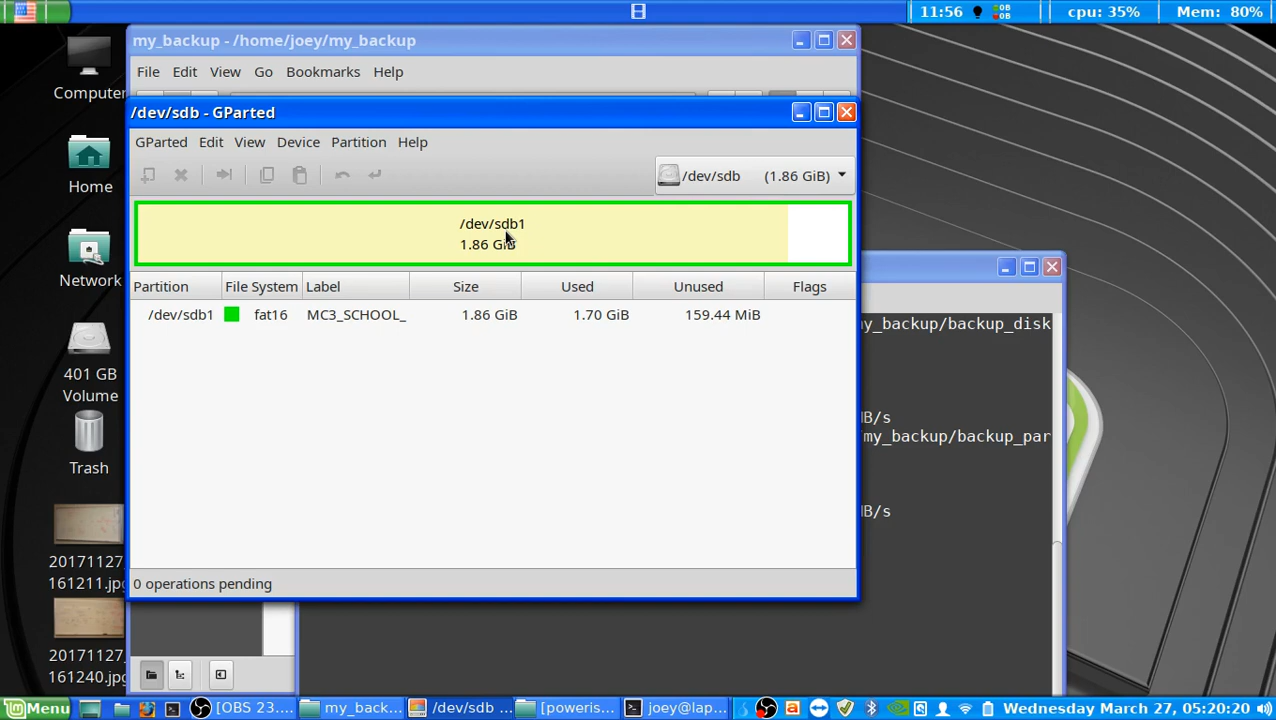 11:56
0B
0B
cpu: 35%
Mem: 80%
my_backup - /home/joey/my_backup
File Edit View Go Bookmarks Help
/dev/sdb - GParted
GParted Edit View Device Partition Help
/dev/sdb (1.86 GiB)
/dev/sdb1
1.86 GiB
Partition File System Label Size Used Unused Flags
/dev/sdb1 fat16 MC3_SCHOOL_ 1.86 GiB 1.70 GiB 159.44 MiB
0 operations pending
my_backup/backup_disk
B/s
my_backup/backup_par
B/s
Computer
Home
Network
401 GB
Volume
Trash
20171127_
161211.jpg
20171127_
161240.jpg
Menu
[OBS 23....
my_back...
/dev/sdb ...
[poweris...
joey@lap...
Wednesday March 27, 05:20:20